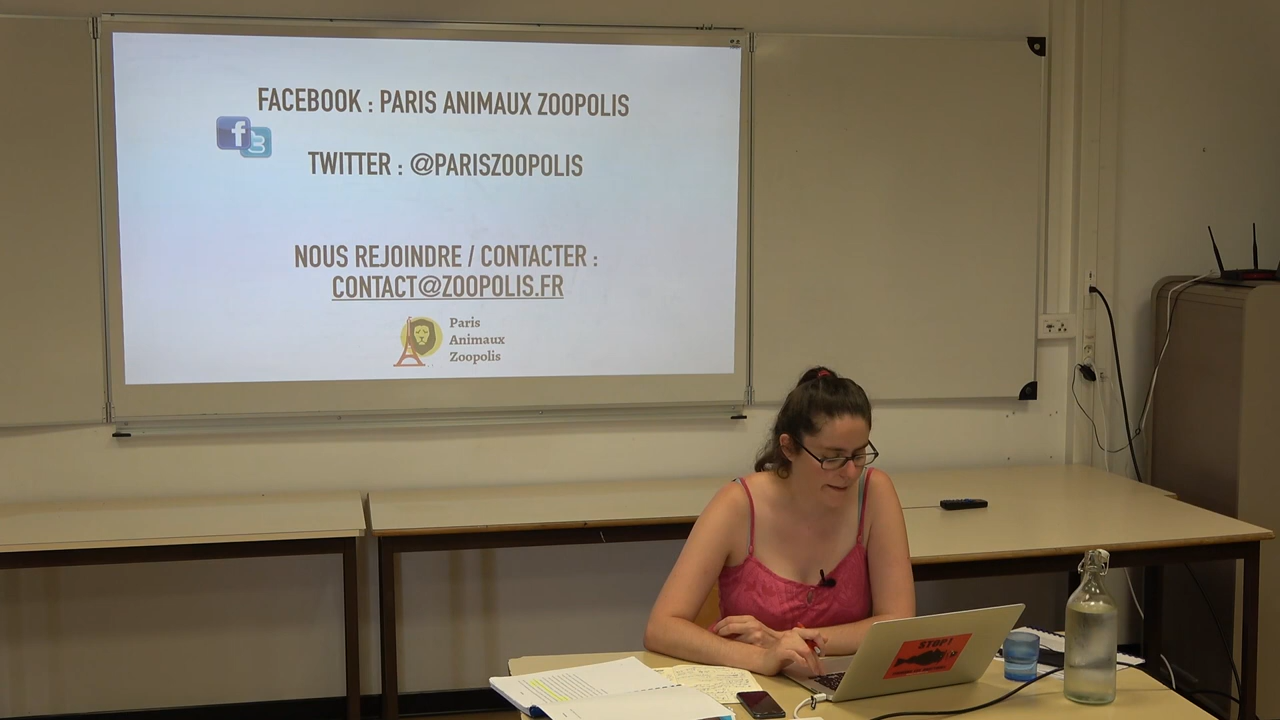 FACEBOOK : PARIS ANIMAUX ZOOPOLIS
f
TWITTER : @PARISZOOPOLIS
NOUS REJOINDRE / CONTACTER :
CONTACT@ZOOPOLIS.FR
Paris
Animaux
Zoopolis
STOP!